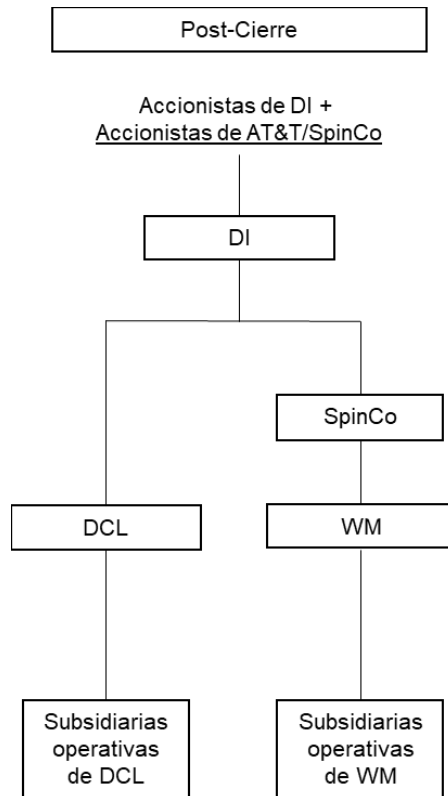 Post-Cierre
Accionistas de DI +
Accionistas de AT&T/SpinCo
DI
SpinCo
DCL
WM
Subsidiarias
operativas
de DCL
Subsidiarias
operativas
de WM